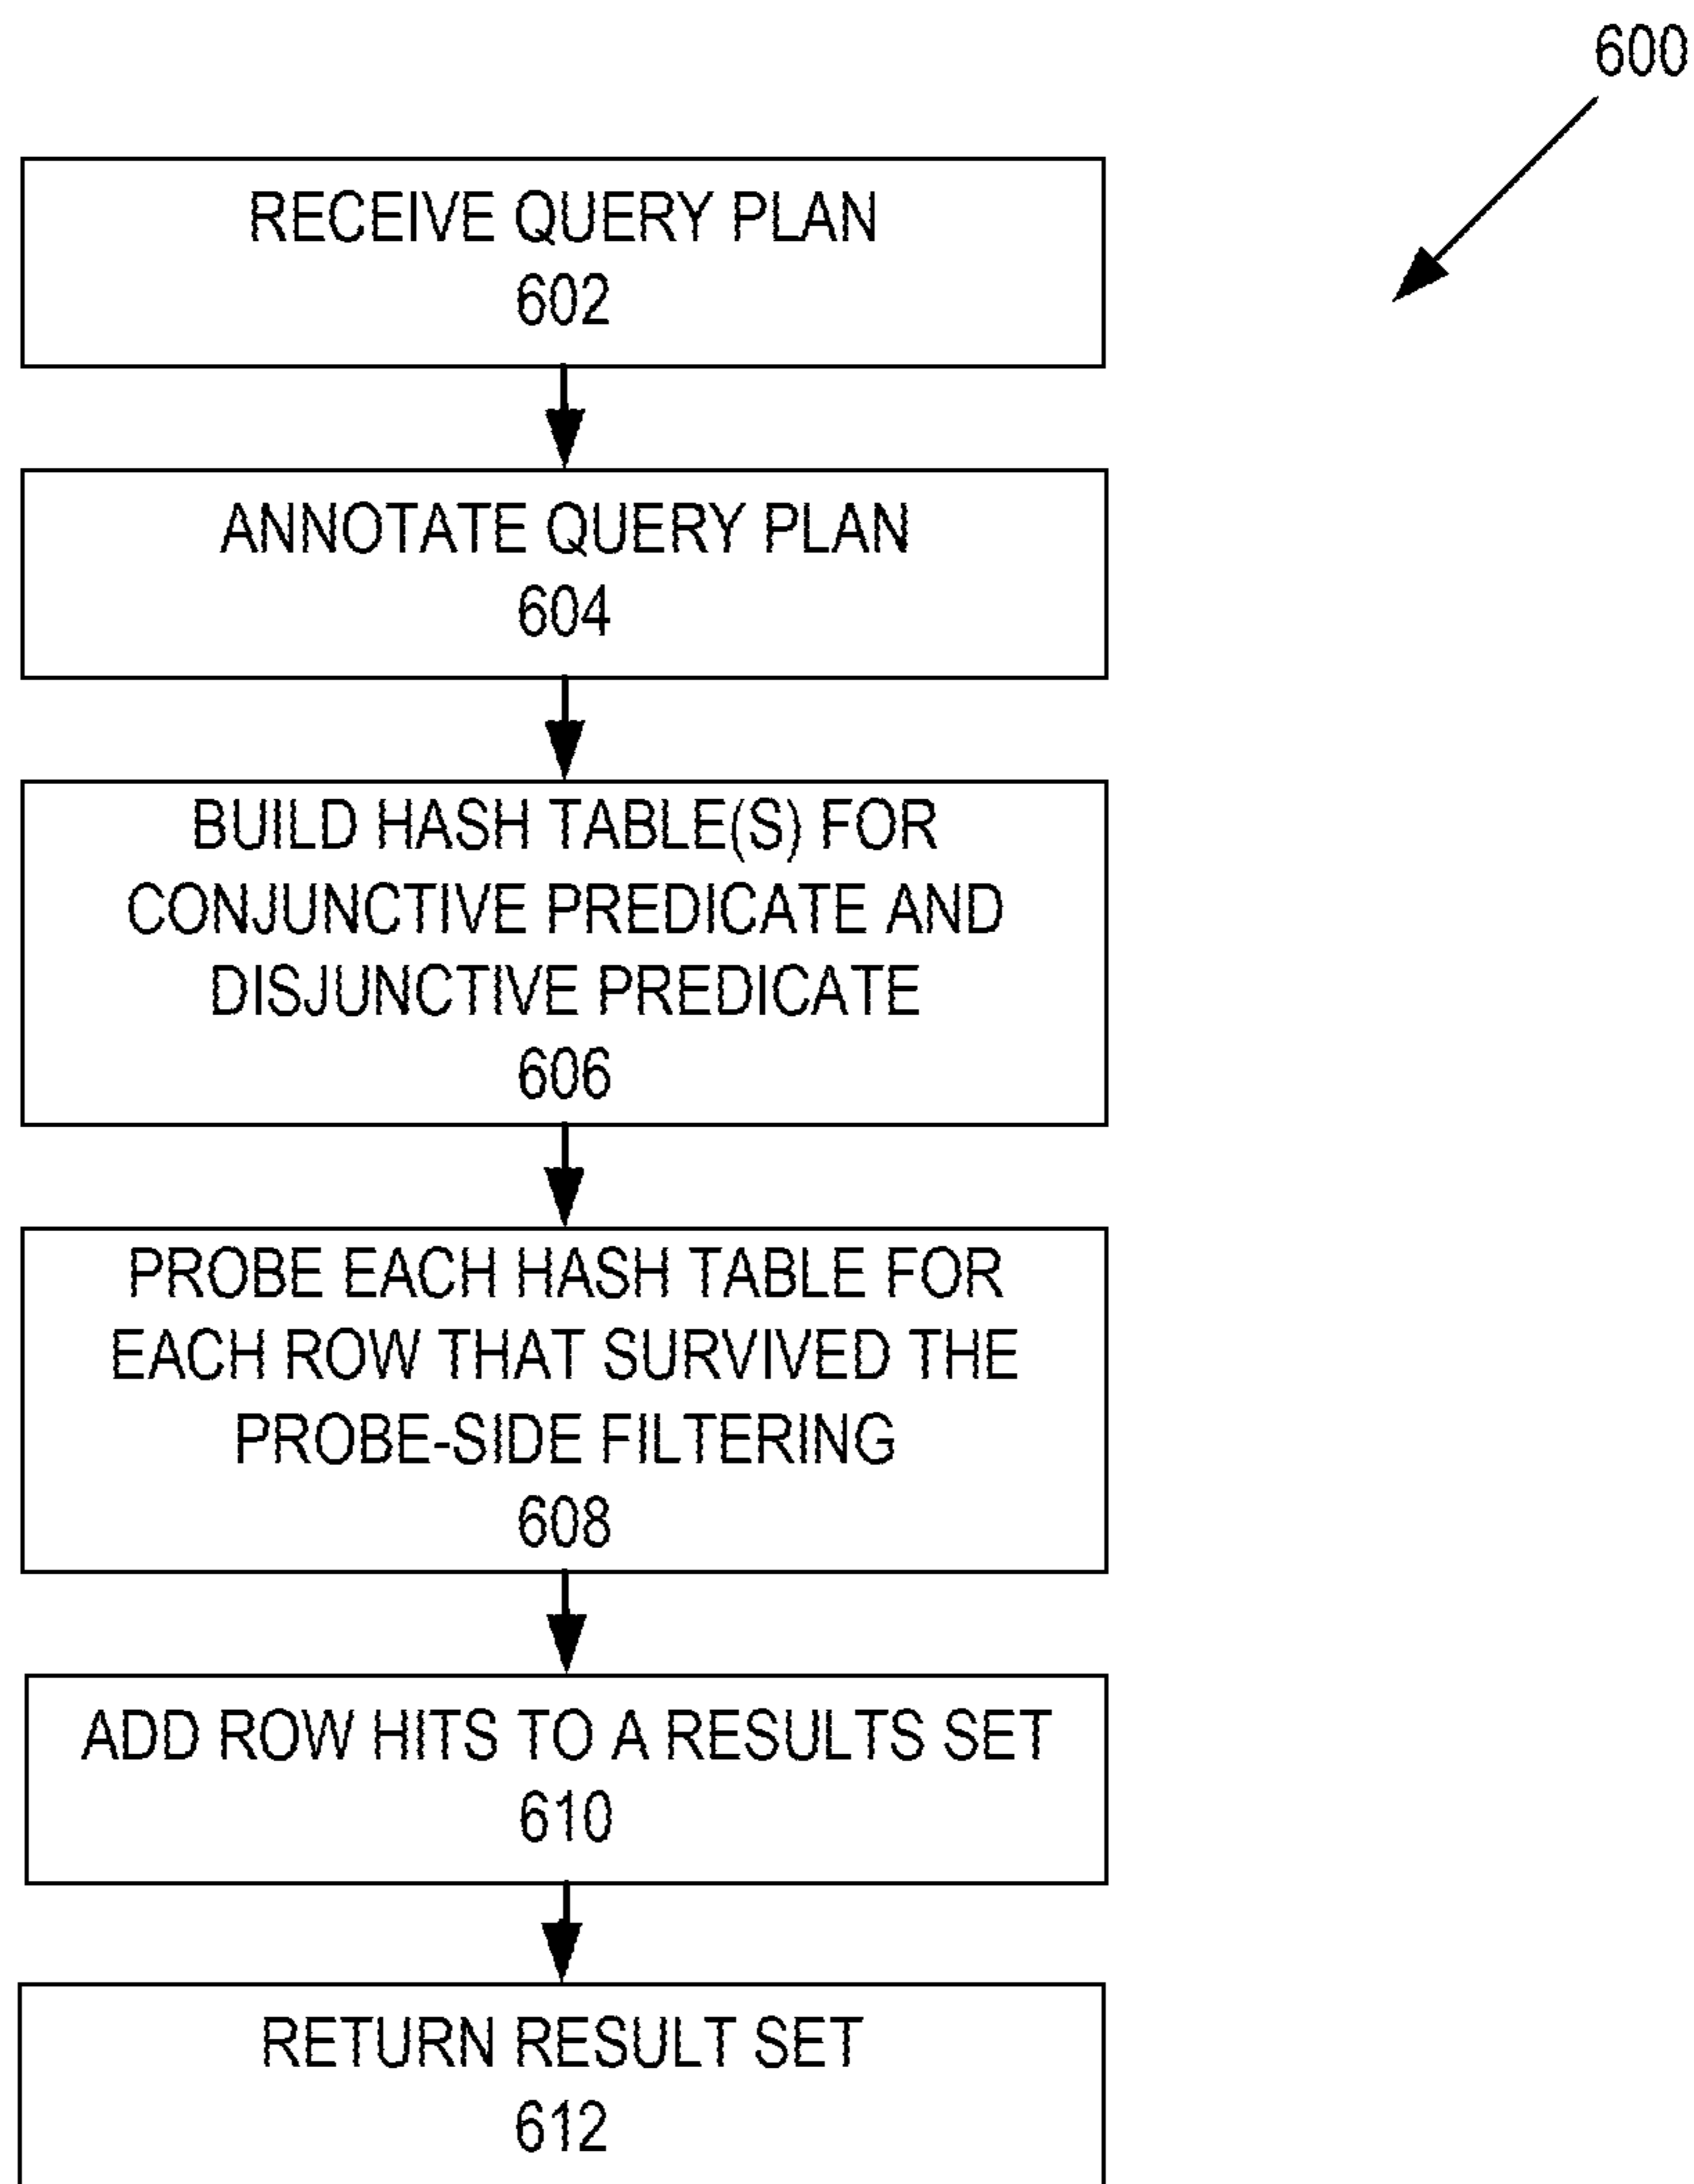 600
RECEIVE QUERY PLAN
602
ANNOTATE QUERY PLAN
604
BUILD HASH TABLE(S) FOR
CONJUNCTIVE PREDICATE AND
DISJUNCTIVE PREDICATE
606
PROBE EACH HASH TABLE FOR
EACH ROW THAT SURVIVED THE
PROBE-SIDE FILTERING
608
ADD ROW HITS TO A RESULTS SET
610
RETURN RESULT SET
612